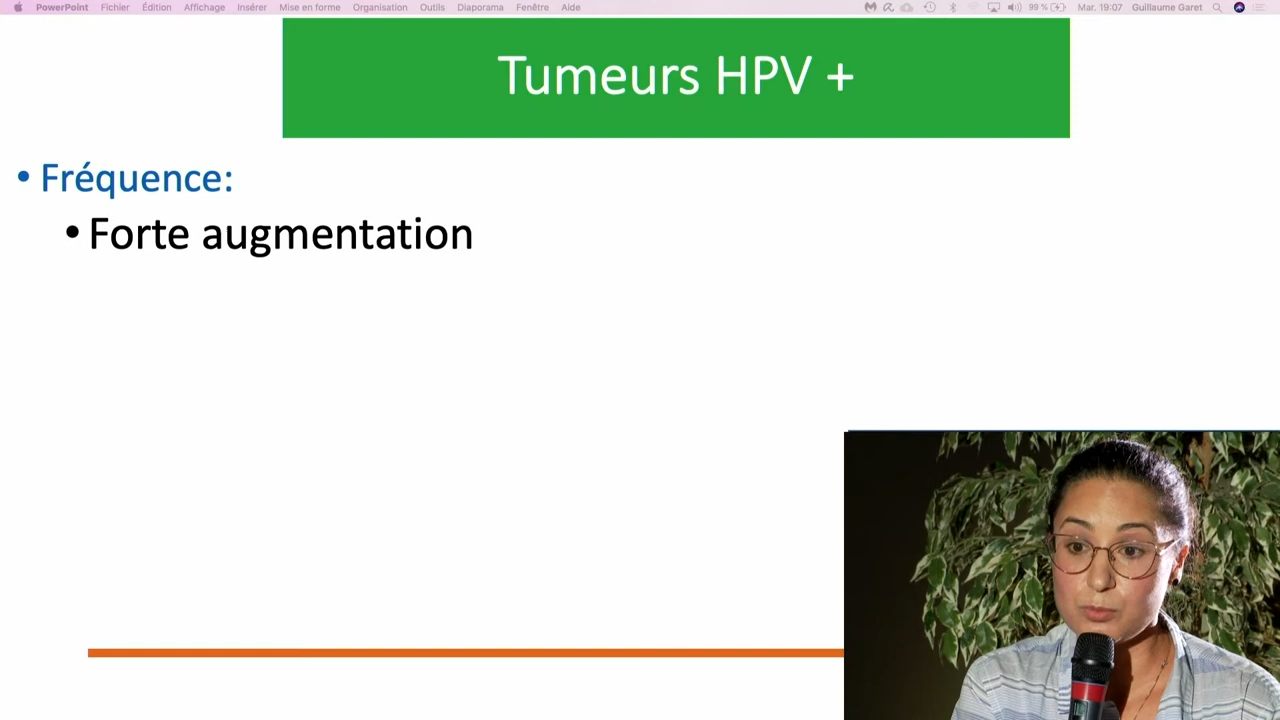 PowerPoint Fichier Édition Affichage Insérer Mise en forme Organisation Outils Diaporama Fenêtre Aide 99 % Mar. 19:07 Guillaume Garet
Tumeurs HPV +
• Fréquence:
• Forte augmentation